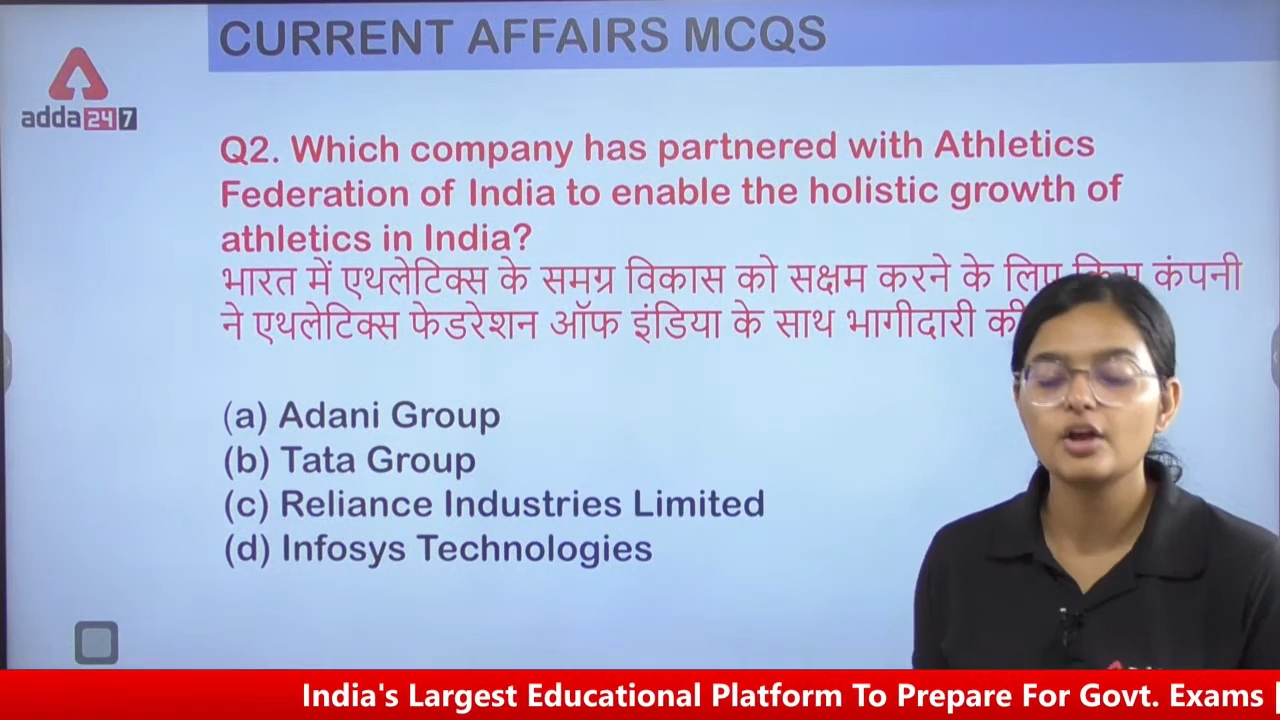 CURRENT AFFAIRS MCQS
adda247
Q2. Which company has partnered with Athletics
Federation of India to enable the holistic growth of
athletics in India?
भारत में एथलेटिक्स के समग्र विकास को सक्षम करने के लिए किस कंपनी
ने एथलेटिक्स फेडरेशन ऑफ इंडिया के साथ भागीदारी की
(a) Adani Group
(b) Tata Group
(c) Reliance Industries Limited
(d) Infosys Technologies
India's Largest Educational Platform To Prepare For Govt. Exams |